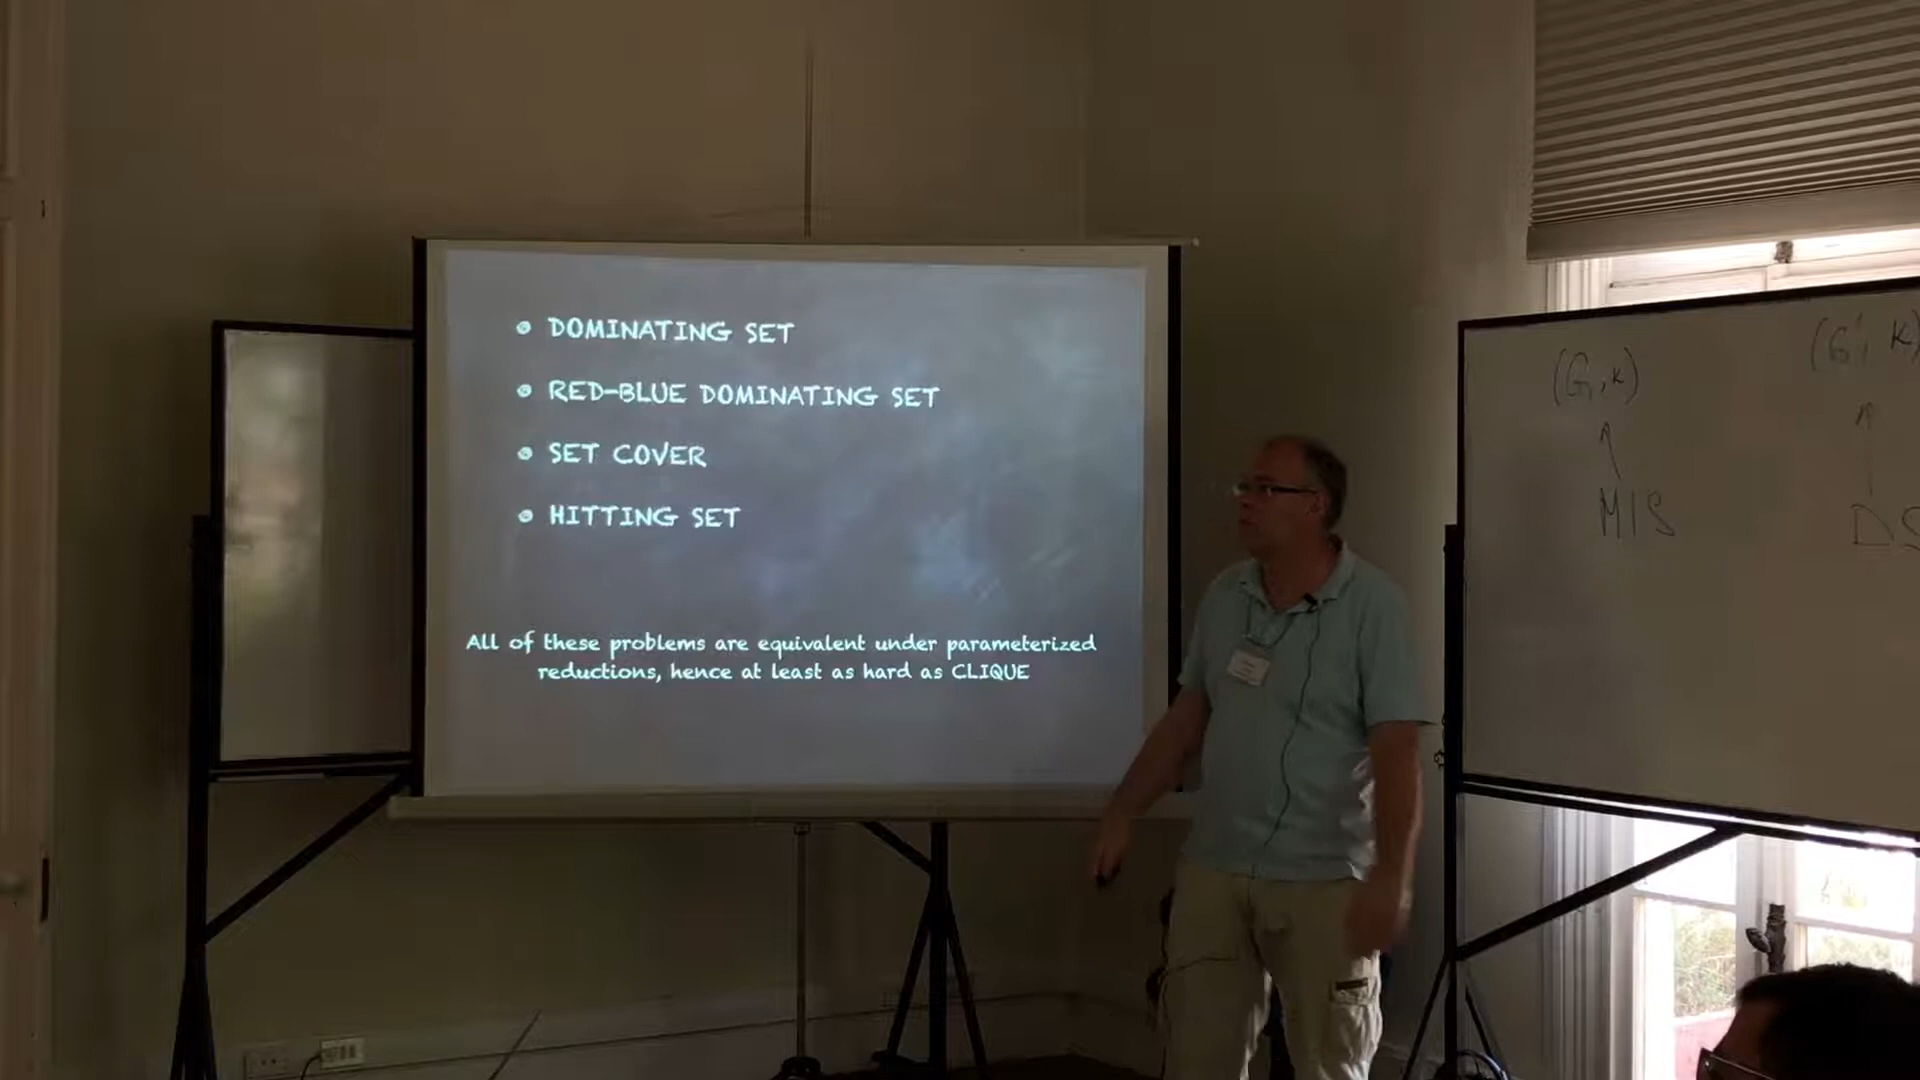 DOMINATING SET
RED-BLUE DOMINATING SET
SET COVER
HITTING SET
All of these problems are equivalent under parameterized
reductions, hence at least as hard as CLIQUE
(G, k)
MIS
(G', k)
DS